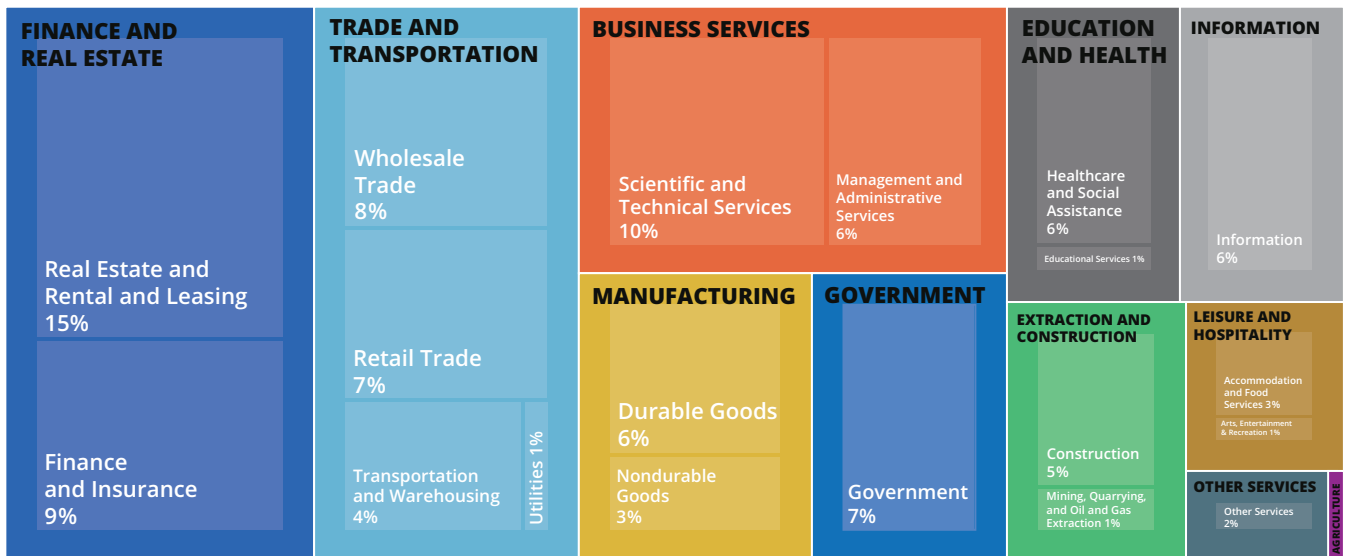 FINANCE AND
REAL ESTATE
Real Estate and
Rental and Leasing
15%
Finance
and Insurance
9%
TRADE AND
TRANSPORTATION
Wholesale
Trade
8%
Retail Trade
7%
Transportation
and Warehousing
4%
Utilities 1%
BUSINESS SERVICES
Scientific and
Technical Services
10%
Management and
Administrative
Services
6%
MANUFACTURING
Durable Goods
6%
Nondurable
Goods
3%
GOVERNMENT
Government
7%
EDUCATION
AND HEALTH
Healthcare
and Social
Assistance
6%
Educational Services 1%
INFORMATION
Information
6%
EXTRACTION AND
CONSTRUCTION
Construction
5%
Mining, Quarrying,
and Oil and Gas
Extraction 1%
LEISURE AND
HOSPITALITY
Accommodation
and Food
Services 3%
Arts, Entertainment
& Recreation 1%
OTHER SERVICES
Other Services
2%
AGRICULTURE